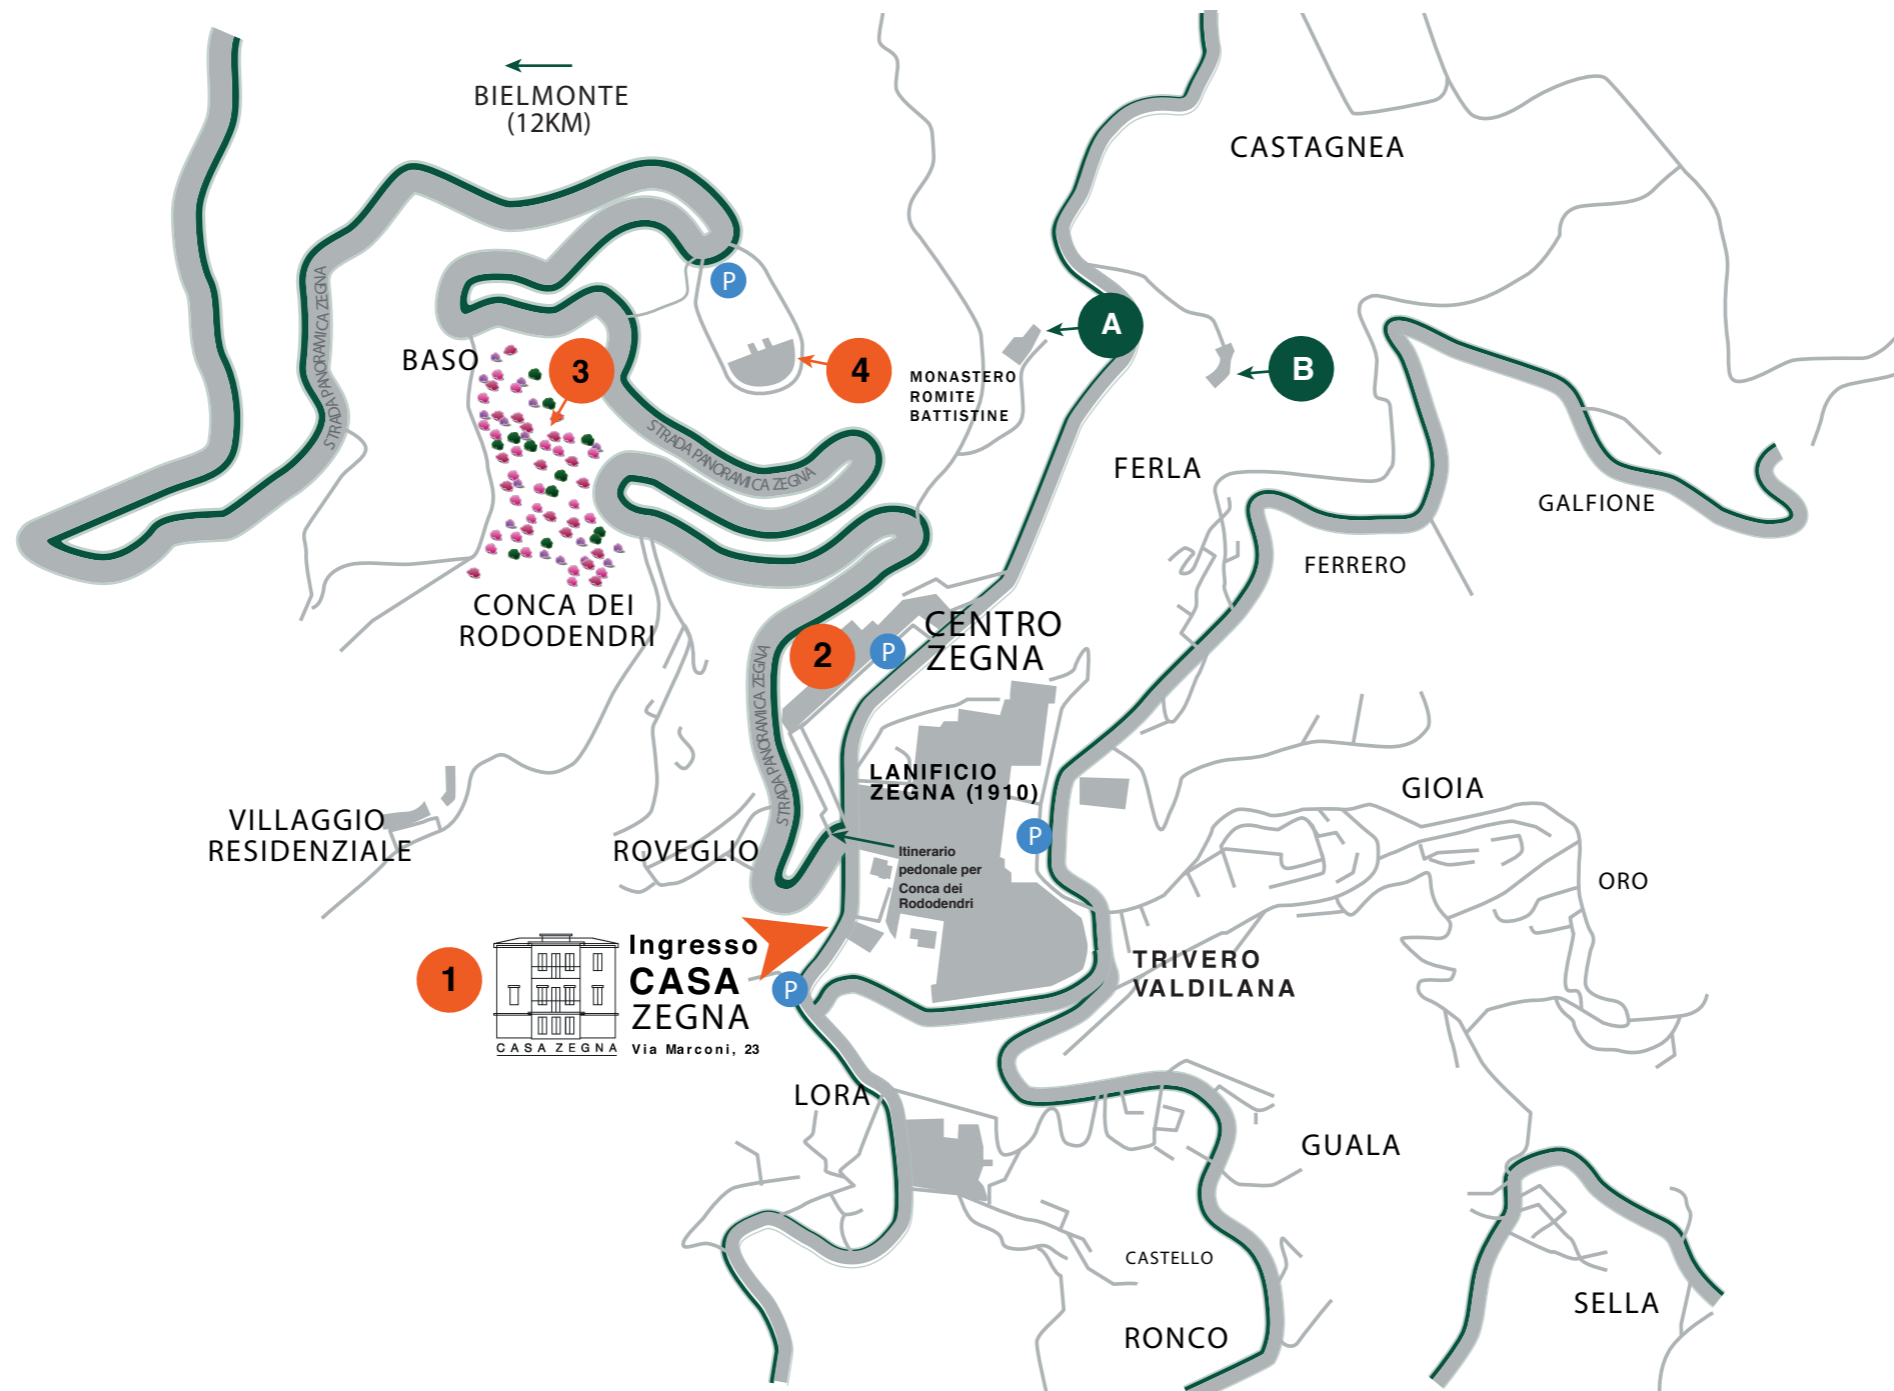 BIELMONTE
(12KM)
CASTAGNEA
STRADA PANORAMICA ZEGNA
P
A
BASO
3
4
B
MONASTERO
ROMITE
BATTISTINE
STRADA PANORAMICA ZEGNA
FERLA
GALFIONE
FERRERO
CONCA DEI
RODODENDRI
CENTRO
ZEGNA
2
P
STRADA PANORAMICA ZEGNA
LANIFICIO
ZEGNA (1910)
GIOIA
VILLAGGIO
RESIDENZIALE
ROVEGLIO
P
Itinerario
pedonale per
Conca dei
Rododendri
ORO
1
Ingresso
CASA
ZEGNA
Via Marconi, 23
CASA ZEGNA
P
TRIVERO
VALDILANA
LORA
GUALA
CASTELLO
SELLA
RONCO